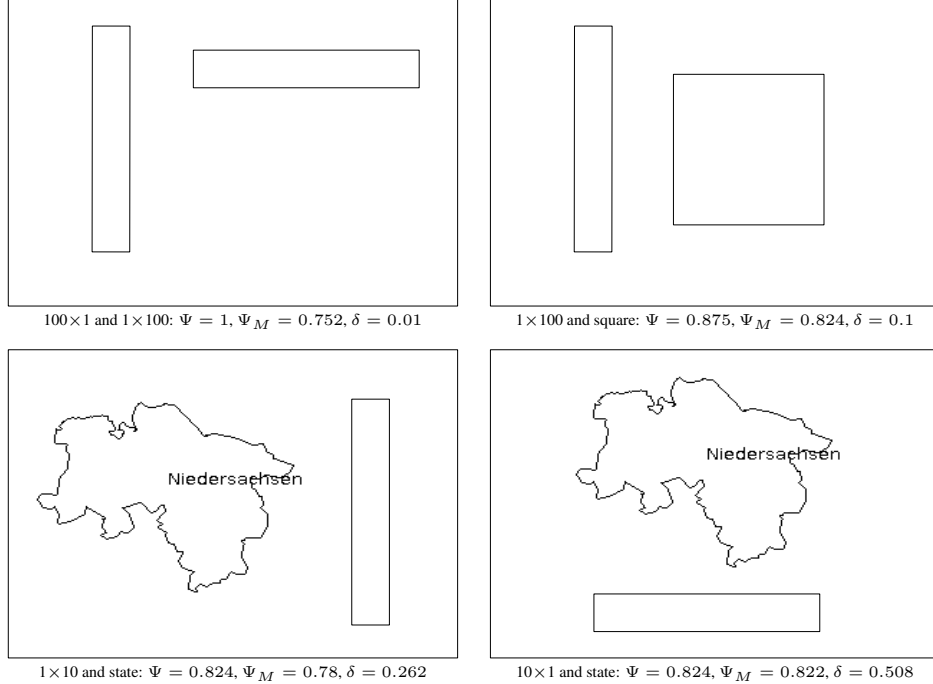 100×1 and 1×100: Ψ = 1, Ψ_M = 0.752, δ = 0.01
1×100 and square: Ψ = 0.875, Ψ_M = 0.824, δ = 0.1
Niedersachsen
Niedersachsen
1×10 and state: Ψ = 0.824, Ψ_M = 0.78, δ = 0.262
10×1 and state: Ψ = 0.824, Ψ_M = 0.822, δ = 0.508